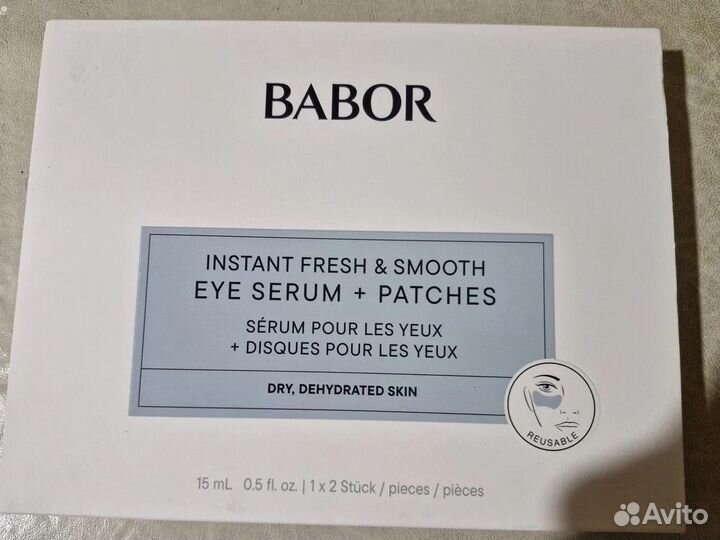 BABOR
INSTANT FRESH & SMOOTH
EYE SERUM + PATCHES
SÉRUM POUR LES YEUX
+ DISQUES POUR LES YEUX
DRY, DEHYDRATED SKIN
REUSABLE
15 mL 0.5 fl. oz. | 1 x 2 Stück / pieces / pièces
Avito